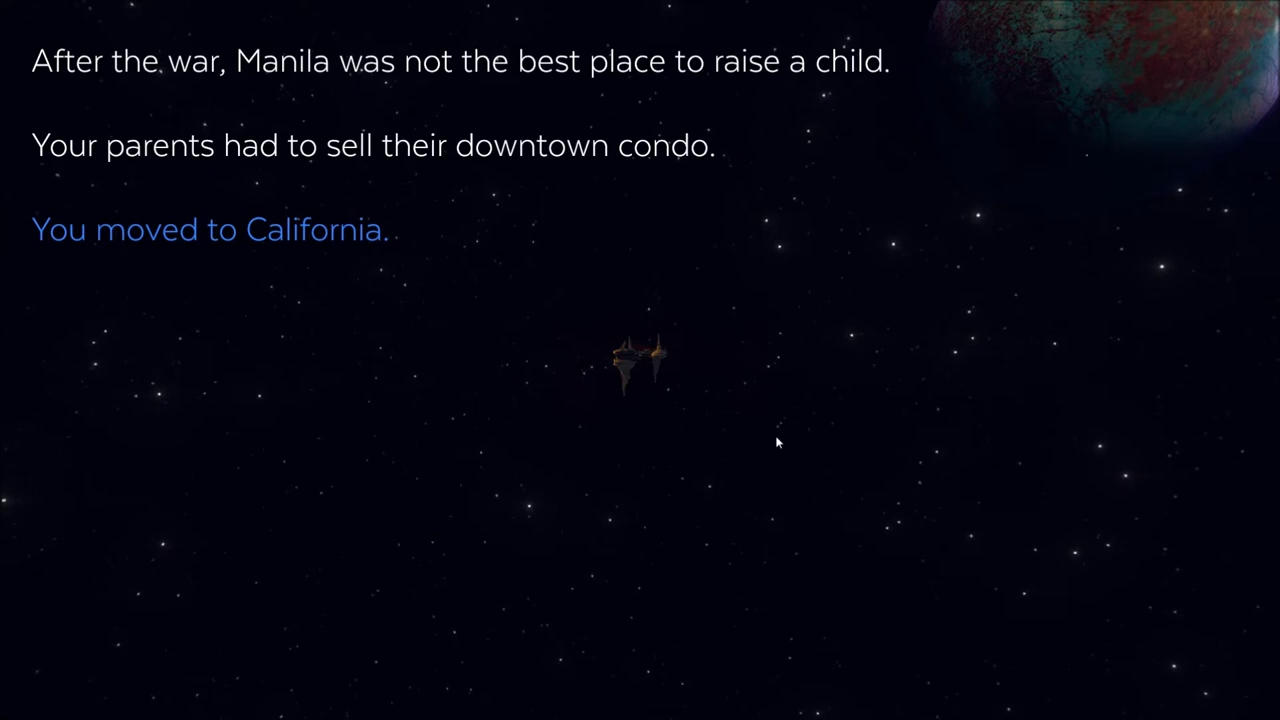 After the war, Manila was not the best place to raise a child.
Your parents had to sell their downtown condo.
You moved to California.